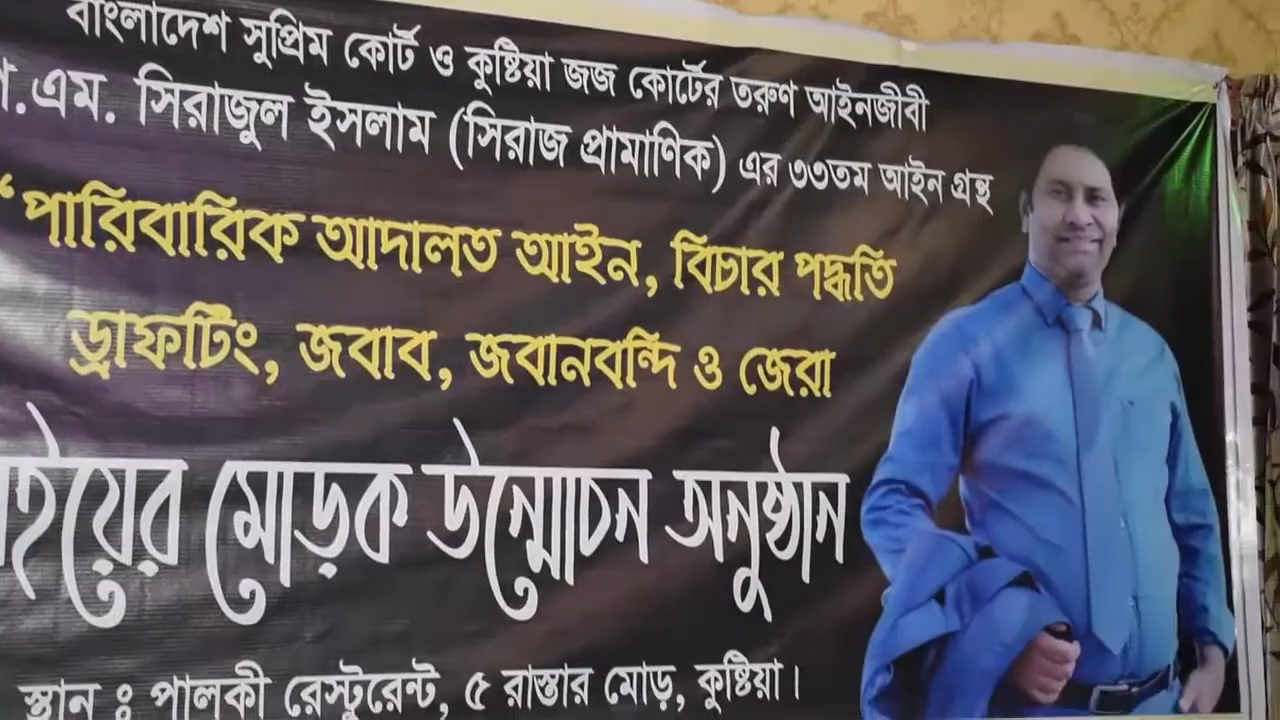 বাংলাদেশ সুপ্রিম কোর্ট ও কুষ্টিয়া জজ কোর্টের তরুণ আইনজীবী
.এম. সিরাজুল ইসলাম (সিরাজ প্রামাণিক) এর ৩৩তম আইন গ্রন্থ
“পারিবারিক আদালত আইন, বিচার পদ্ধতি
ড্রাফটিং, জবাব, জবানবন্দি ও জেরা
বইয়ের মোড়ক উন্মোচন অনুষ্ঠান
স্থান ঃ পালকী রেস্টুরেন্ট, ৫ রাস্তার মোড়, কুষ্টিয়া।